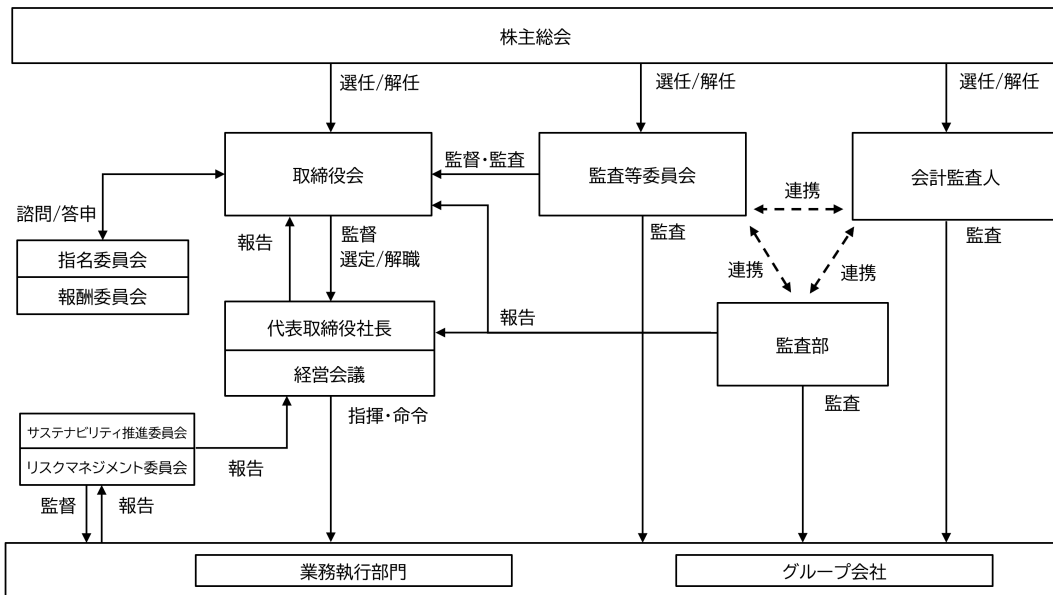 株主総会
選任/解任
選任/解任
選任/解任
取締役会
監督・監査
監査等委員会
会計監査人
連携
諮問/答申
報告
監督
選定/解職
監査
監査
指名委員会
報酬委員会
連携
連携
代表取締役社長
経営会議
報告
監査部
監査
指揮・命令
サステナビリティ推進委員会
リスクマネジメント委員会
報告
監督
報告
業務執行部門
グループ会社